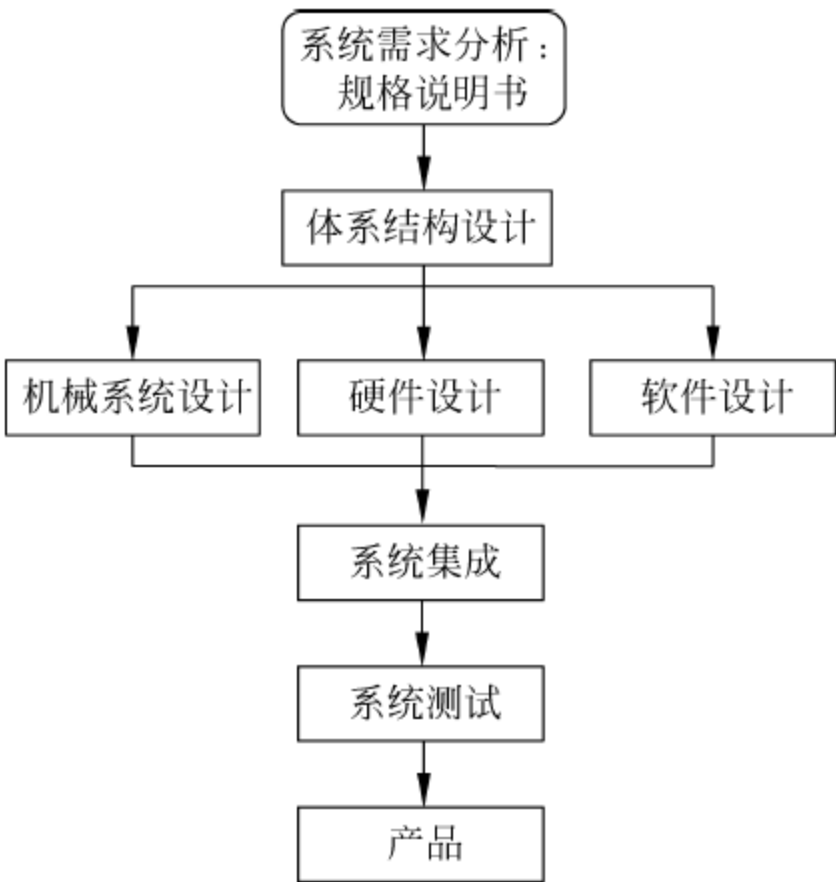 系统需求分析：
规格说明书
体系结构设计
机械系统设计
硬件设计
软件设计
系统集成
系统测试
产品